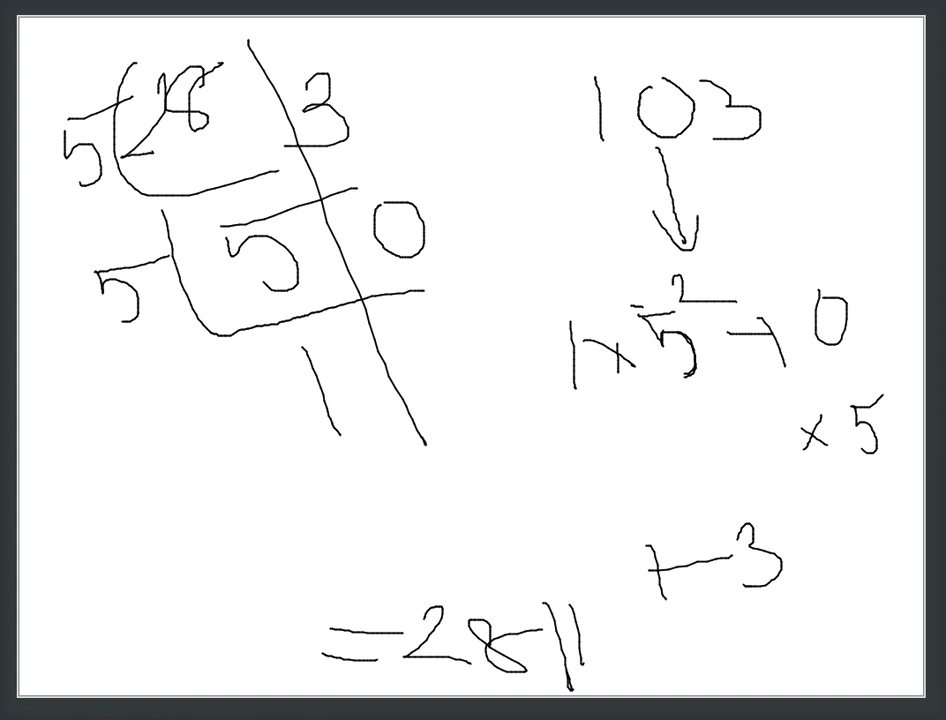 5 28 3
5 5 0
1
103
1 × 5² + 0
× 5
+ 3
= 28 //